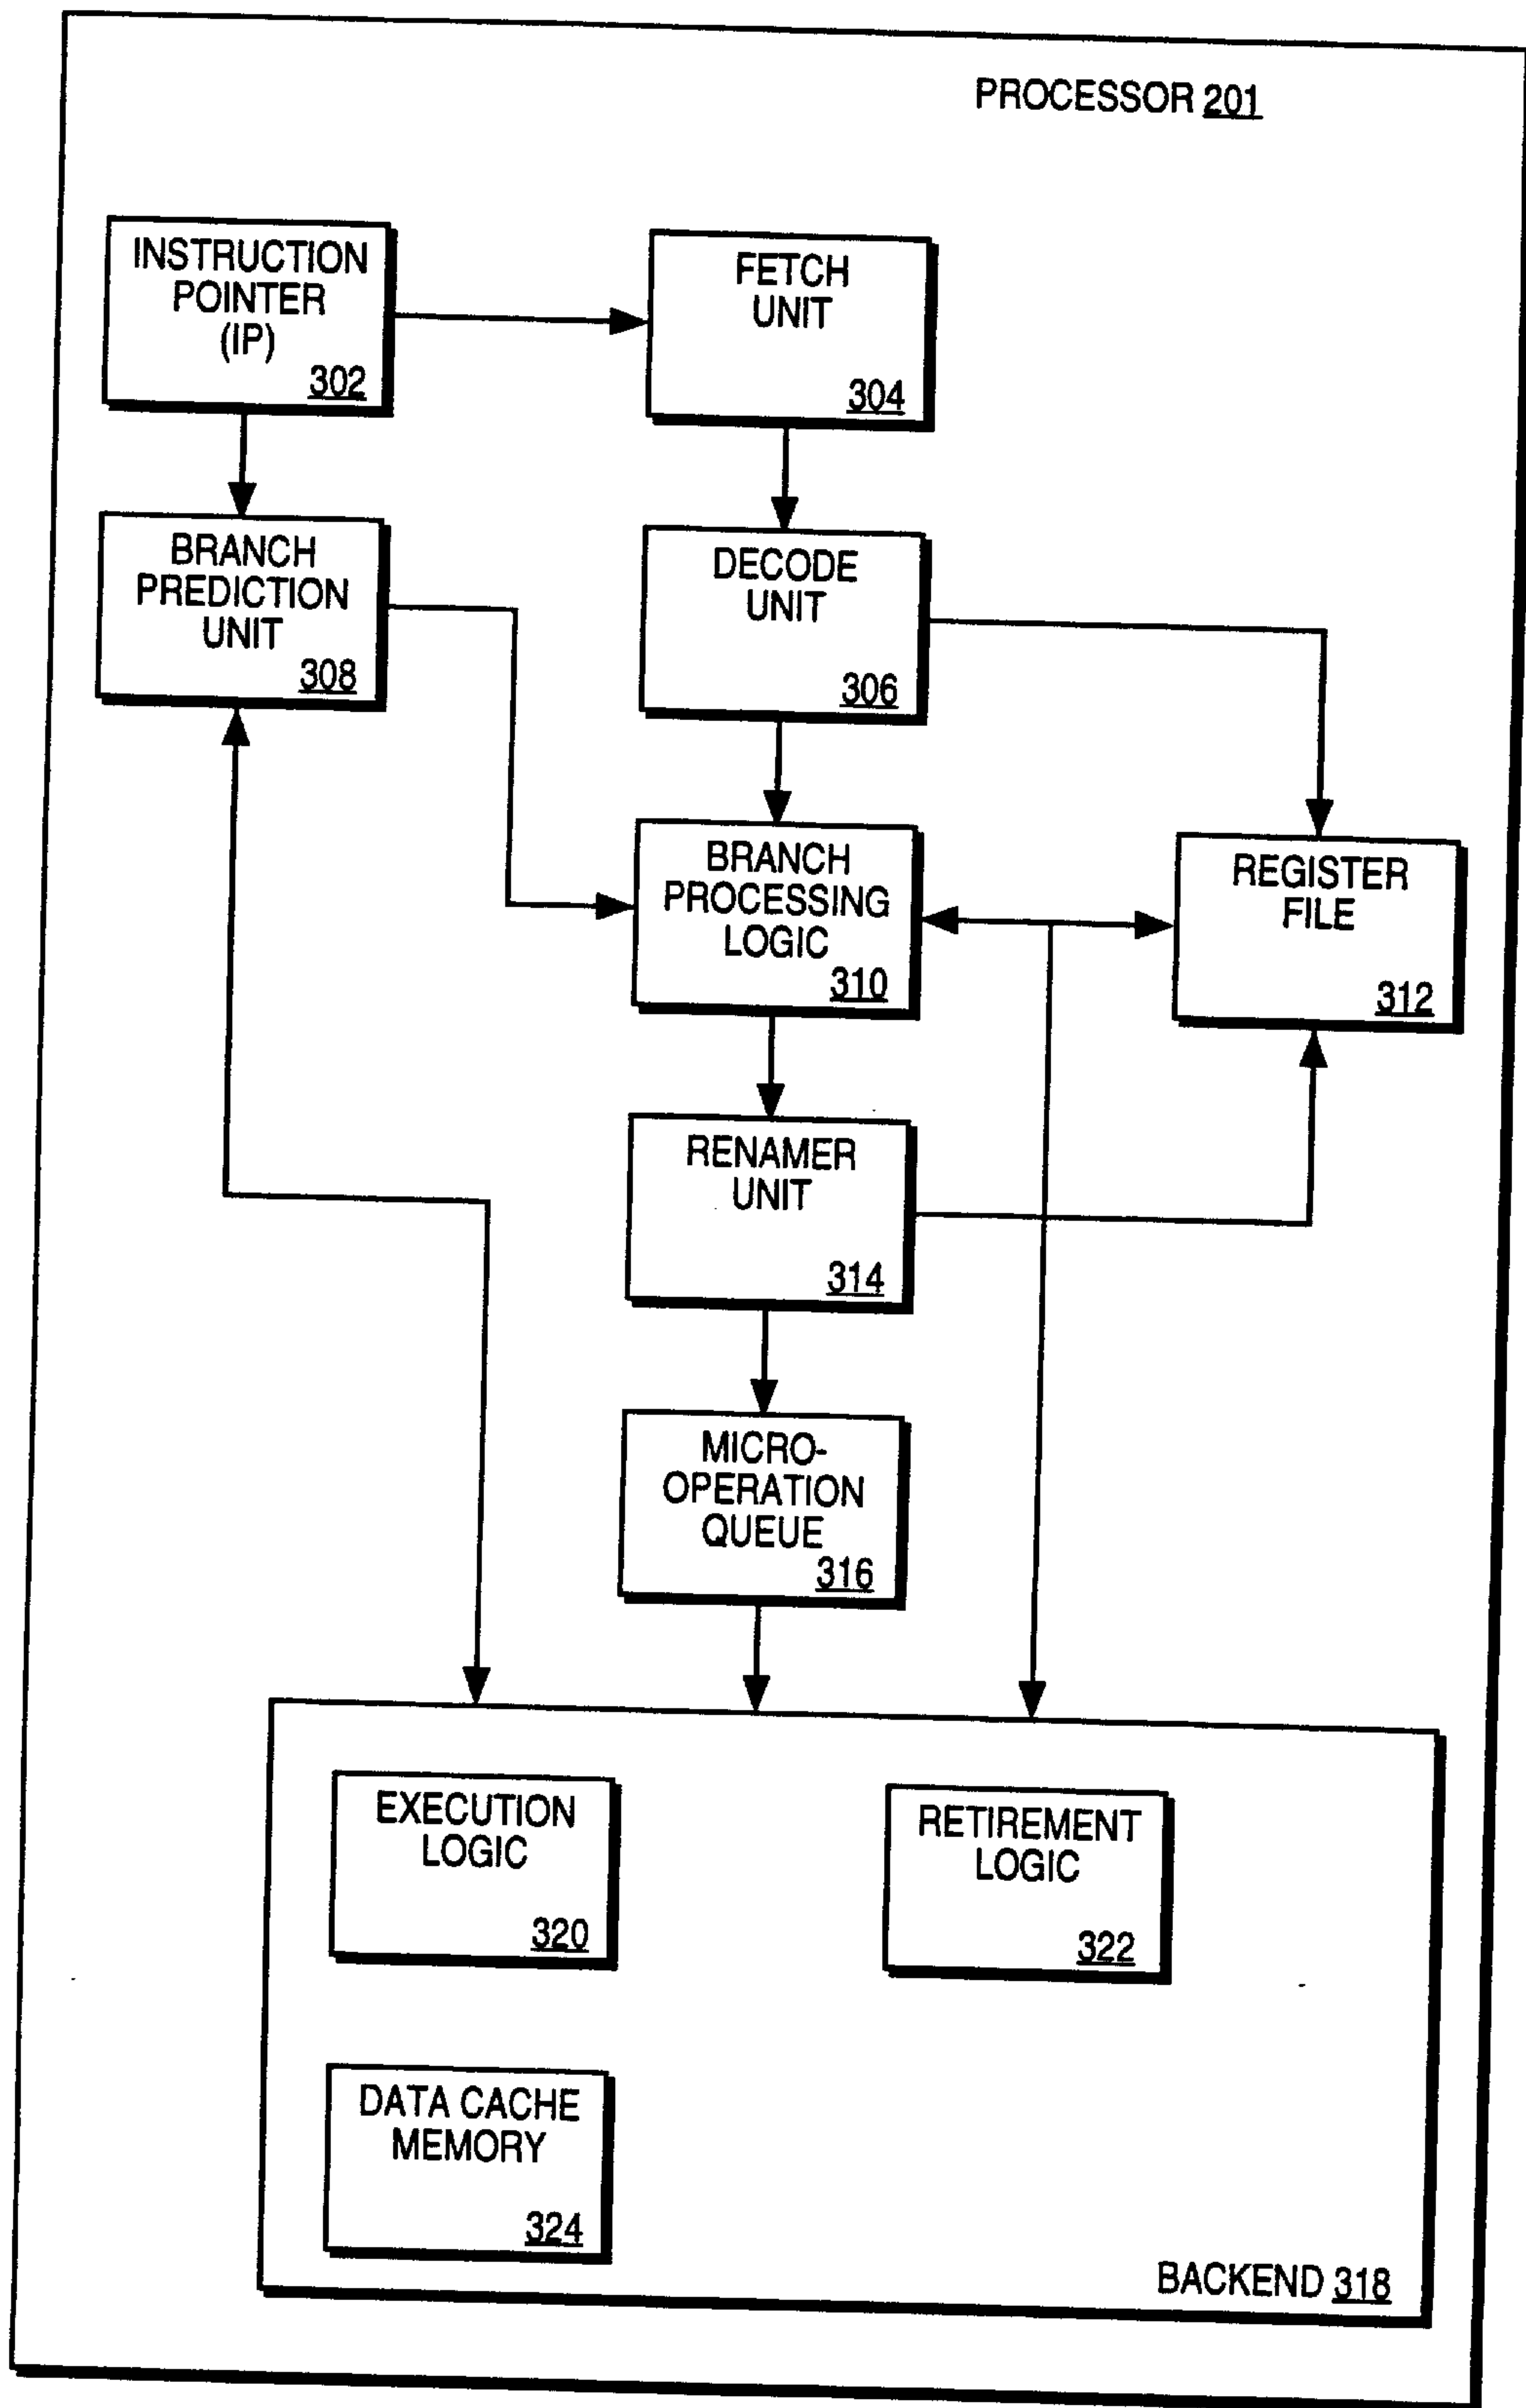 PROCESSOR 201
INSTRUCTION
POINTER
(IP)
302
FETCH
UNIT
304
BRANCH
PREDICTION
UNIT
308
DECODE
UNIT
306
BRANCH
PROCESSING
LOGIC
310
REGISTER
FILE
312
RENAMER
UNIT
314
MICRO-
OPERATION
QUEUE
316
EXECUTION
LOGIC
320
RETIREMENT
LOGIC
322
DATA CACHE
MEMORY
324
BACKEND 318